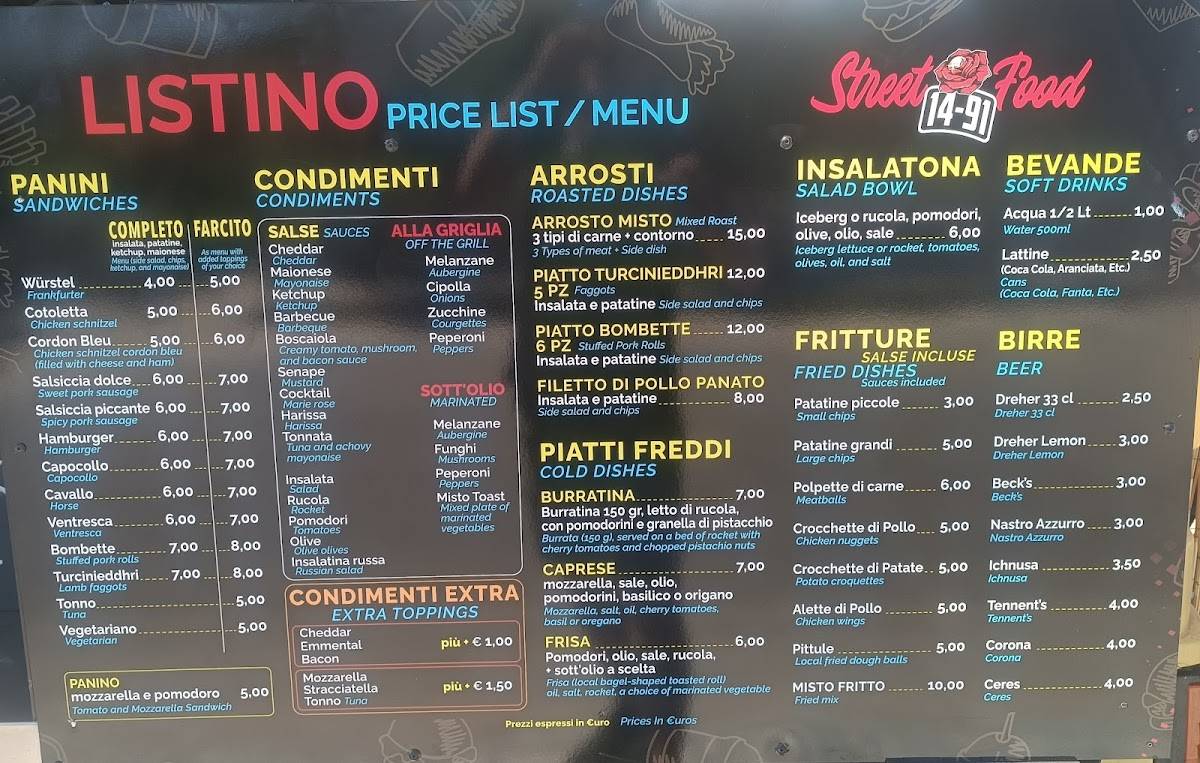 LISTINO PRICE LIST / MENU
Street Food
14-91
PANINI
SANDWICHES
COMPLETO
insalata, patatine,
ketchup, maionese
Menu (side salad, chips,
ketchup, and mayonaise)
FARCITO
As menu with
added toppings
of your choice
Würstel 4,00 5,00
Frankfurter
Cotoletta 5,00 6,00
Chicken schnitzel
Cordon Bleu 5,00 6,00
Chicken schnitzel cordon bleu
(filled with cheese and ham)
Salsiccia dolce 6,00 7,00
Sweet pork sausage
Salsiccia piccante 6,00 7,00
Spicy pork sausage
Hamburger 6,00 7,00
Hamburger
Capocollo 6,00 7,00
Capocollo
Cavallo 6,00 7,00
Horse
Ventresca 6,00 7,00
Ventresca
Bombette 7,00 8,00
Stuffed pork rolls
Turcinieddhri 7,00 8,00
Lamb faggots
Tonno 5,00
Tuna
Vegetariano 5,00
Vegetarian
PANINO
mozzarella e pomodoro 5,00
Tomato and Mozzarella Sandwich
CONDIMENTI
CONDIMENTS
SALSE SAUCES
Cheddar
Cheddar
Maionese
Mayonaise
Ketchup
Ketchup
Barbecue
Barbeque
Boscaiola
Creamy tomato, mushroom,
and bacon sauce
Senape
Mustard
Cocktail
Marie rose
Harissa
Harissa
Tonnata
Tuna and achovy
mayonaise
Insalata
Salad
Rucola
Rocket
Pomodori
Tomatoes
Olive
Olive olives
Insalatina russa
Russian salad
ALLA GRIGLIA
OFF THE GRILL
Melanzane
Aubergine
Cipolla
Onions
Zucchine
Courgettes
Peperoni
Peppers
SOTT'OLIO
MARINATED
Melanzane
Aubergine
Funghi
Mushrooms
Peperoni
Peppers
Misto Toast
Mixed plate of
marinated
vegetables
CONDIMENTI EXTRA
EXTRA TOPPINGS
Cheddar
Emmental più + € 1,00
Bacon
Mozzarella
Stracciatella più + € 1,50
Tonno Tuna
ARROSTI
ROASTED DISHES
ARROSTO MISTO Mixed Roast
3 tipi di carne + contorno 15,00
3 Types of meat + Side dish
PIATTO TURCINIEDDHRI 12,00
5 PZ Faggots
Insalata e patatine Side salad and chips
PIATTO BOMBETTE 12,00
6 PZ Stuffed Pork Rolls
Insalata e patatine Side salad and chips
FILETTO DI POLLO PANATO
Insalata e patatine 8,00
Side salad and chips
PIATTI FREDDI
COLD DISHES
BURRATINA 7,00
Burratina 150 gr, letto di rucola,
con pomodorini e granella di pistacchio
Burrata (150 g), served on a bed of rocket with
cherry tomatoes and chopped pistachio nuts
CAPRESE 7,00
mozzarella, sale, olio,
pomodorini, basilico o origano
Mozzarella, salt, oil, cherry tomatoes,
basil or oregano
FRISA 6,00
Pomodori, olio, sale, rucola,
+ sott'olio a scelta
Frisa (local bagel-shaped toasted roll)
oil, salt, rocket, a choice of marinated vegetable
Prezzi espressi in €uro Prices In €uros
INSALATONA
SALAD BOWL
Iceberg o rucola, pomodori,
olive, olio, sale 6,00
Iceberg lettuce or rocket, tomatoes,
olives, oil, and salt
FRITTURE
SALSE INCLUSE
FRIED DISHES
Sauces included
Patatine piccole 3,00
Small chips
Patatine grandi 5,00
Large chips
Polpette di carne 6,00
Meatballs
Crocchette di Pollo 5,00
Chicken nuggets
Crocchette di Patate 5,00
Potato croquettes
Alette di Pollo 5,00
Chicken wings
Pittule 5,00
Local fried dough balls
MISTO FRITTO 10,00
Fried mix
BEVANDE
SOFT DRINKS
Acqua 1/2 Lt 1,00
Water 500ml
Lattine 2,50
(Coca Cola, Aranciata, Etc.)
Cans
(Coca Cola, Fanta, Etc.)
BIRRE
BEER
Dreher 33 cl 2,50
Dreher 33 cl
Dreher Lemon 3,00
Dreher Lemon
Beck's 3,00
Beck's
Nastro Azzurro 3,00
Nastro Azzurro
Ichnusa 3,50
Ichnusa
Tennent's 4,00
Tennent's
Corona 4,00
Corona
Ceres 4,00
Ceres